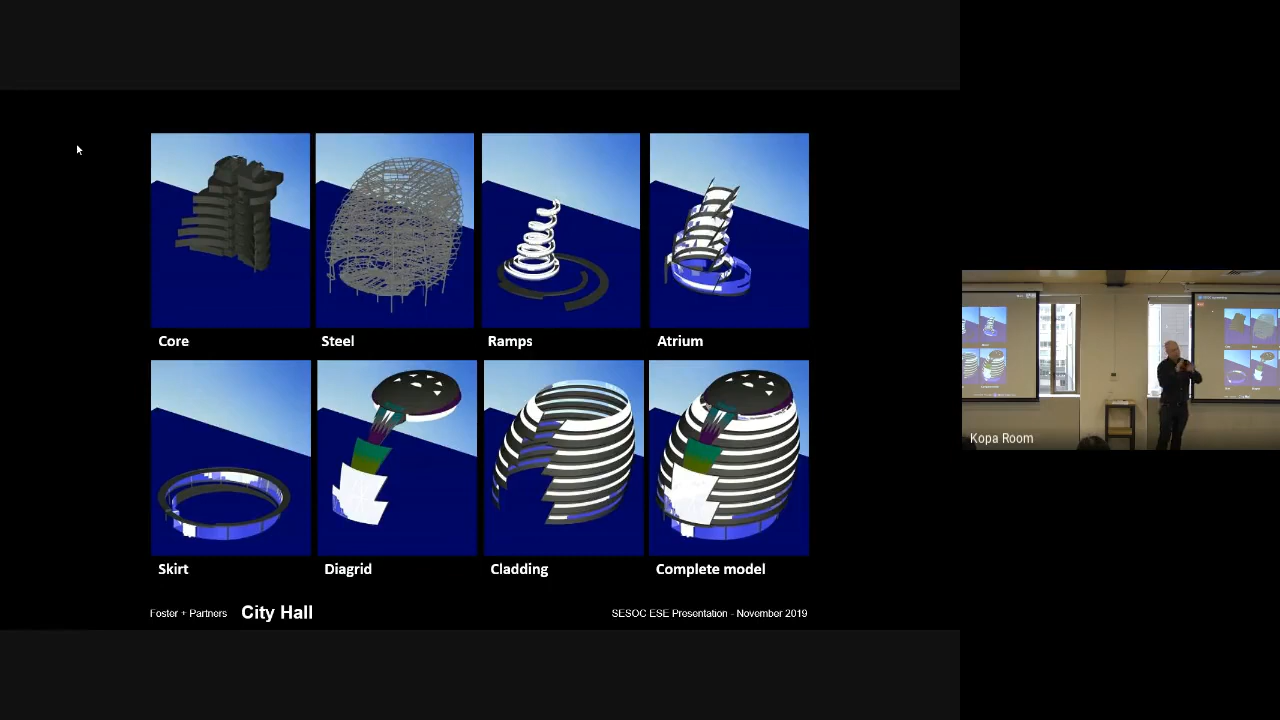 Core
Steel
Ramps
Atrium
Skirt
Diagrid
Cladding
Complete model
Foster + Partners City Hall
SESOC ESE Presentation - November 2019
Kopa Room